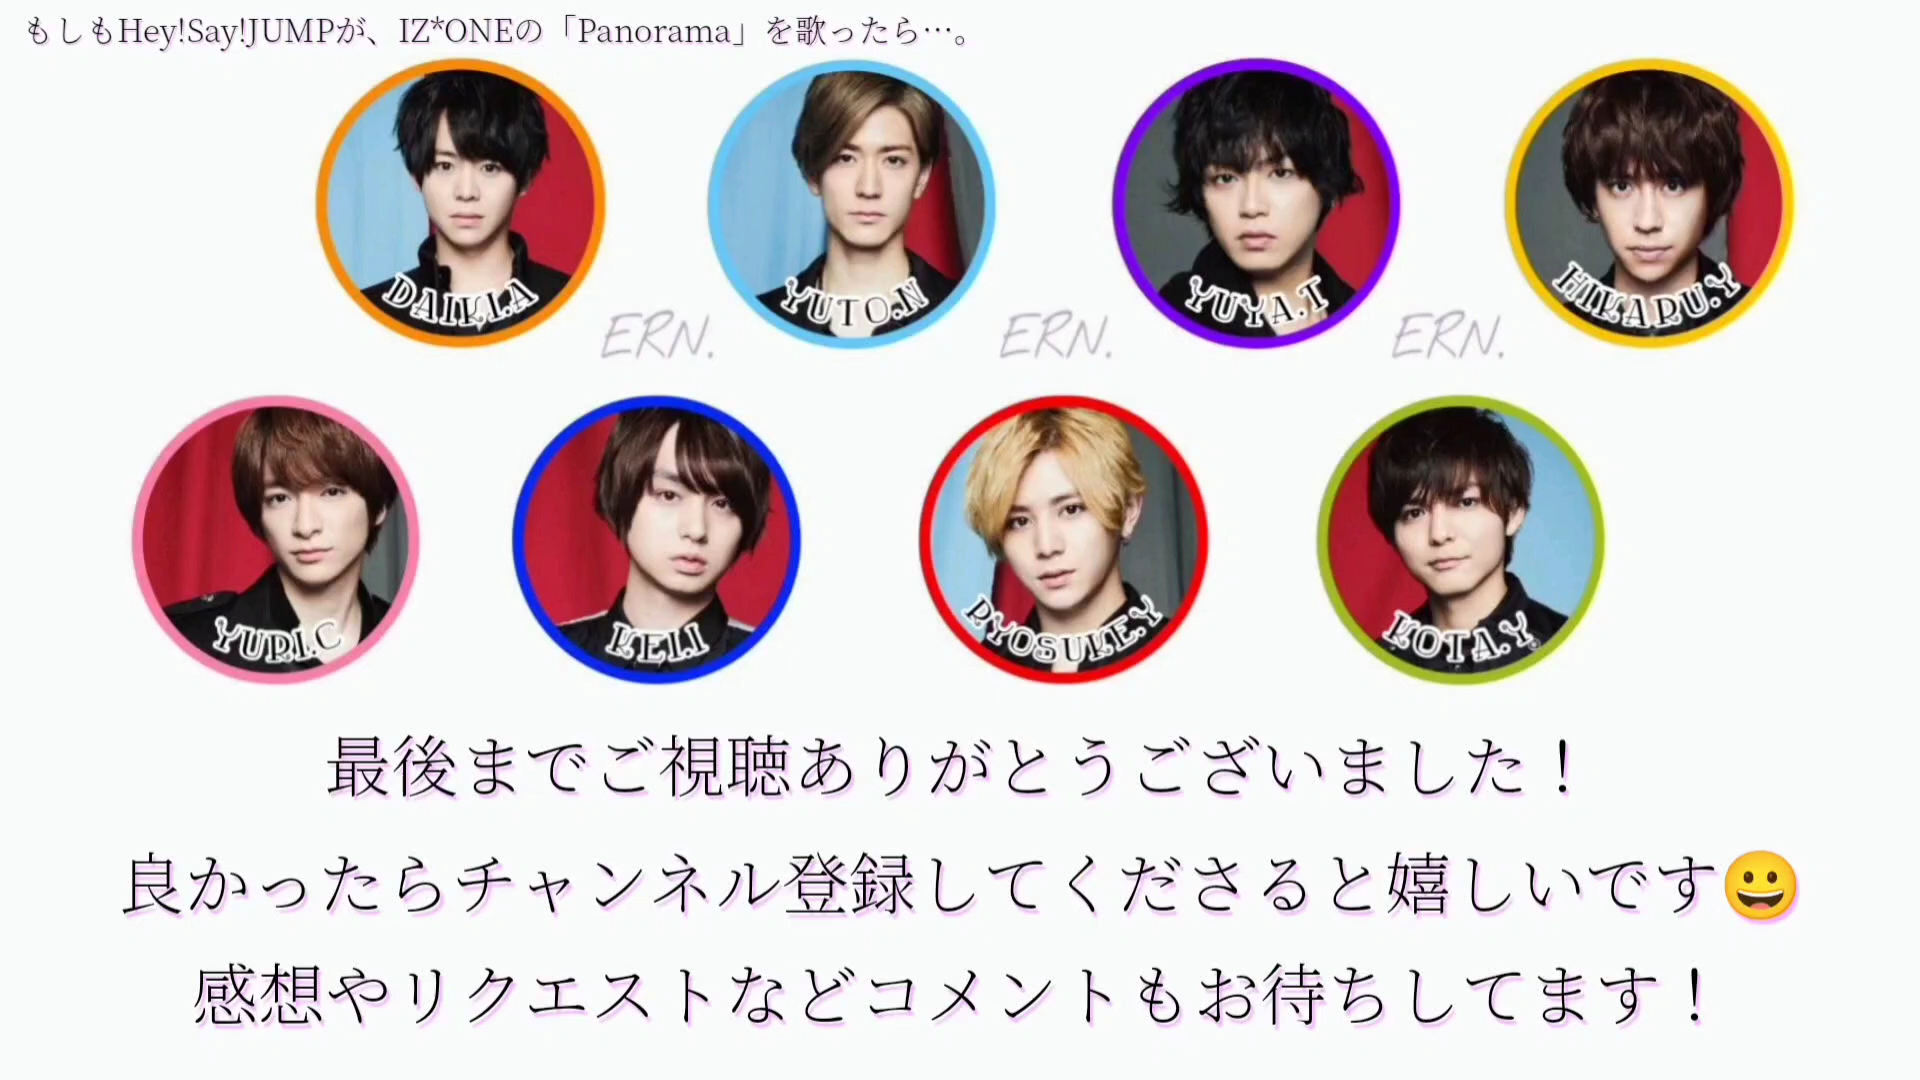 もしもHey!Say!JUMPが、IZ*ONEの「Panorama」を歌ったら…。
DAIKI.A
YUTO.N
YUYA.T
HIKARU.Y
ERN.
ERN.
ERN.
YURI.C
KEI.I
RYOSUKE.Y
KOTA.Y
最後までご視聴ありがとうございました！
良かったらチャンネル登録してくださると嬉しいです😀
感想やリクエストなどコメントもお待ちしてます！